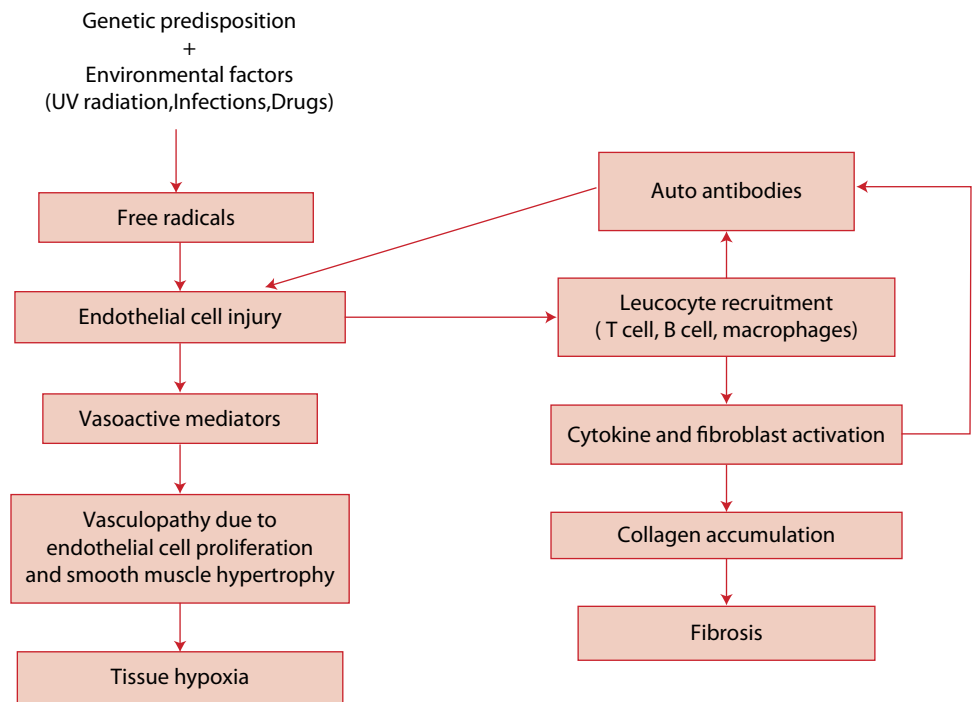 Genetic predisposition
+
Environmental factors
(UV radiation,Infections,Drugs)
Free radicals
Endothelial cell injury
Vasoactive mediators
Vasculopathy due to
endothelial cell proliferation
and smooth muscle hypertrophy
Tissue hypoxia
Auto antibodies
Leucocyte recruitment
( T cell, B cell, macrophages)
Cytokine and fibroblast activation
Collagen accumulation
Fibrosis